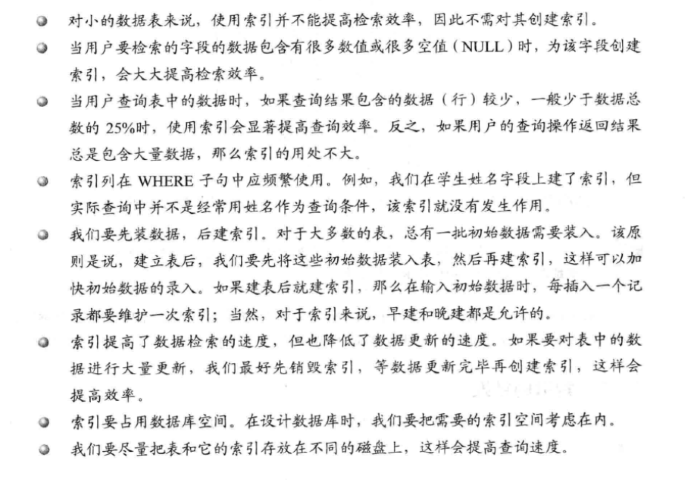 对小的数据表来说，使用索引并不能提高检索效率，因此不需对其创建索引。
当用户要检索的字段的数据包含有很多数值或很多空值（NULL）时，为该字段创建
索引，会大大提高检索效率。
当用户查询表中的数据时，如果查询结果包含的数据（行）较少，一般少于数据总
数的 25%时，使用索引会显著提高查询效率。反之，如果用户的查询操作返回结果
总是包含大量数据，那么索引的用处不大。
索引列在 WHERE 子句中应频繁使用。例如，我们在学生姓名字段上建了索引，但
实际查询中并不是经常用姓名作为查询条件，该索引就没有发生作用。
我们要先装数据，后建索引。对于大多数的表，总有一批初始数据需要装入。该原
则是说，建立表后，我们要先将这些初始数据装入表，然后再建索引，这样可以加
快初始数据的录入。如果建表后就建索引，那么在输入初始数据时，每插入一个记
录都要维护一次索引；当然，对于索引来说，早建和晚建都是允许的。
索引提高了数据检索的速度，但也降低了数据更新的速度。如果要对表中的数
据进行大量更新，我们最好先销毁索引，等数据更新完毕再创建索引，这样会
提高效率。
索引要占用数据库空间。在设计数据库时，我们要把需要的索引空间考虑在内。
我们要尽量把表和它的索引存放在不同的磁盘上，这样会提高查询速度。